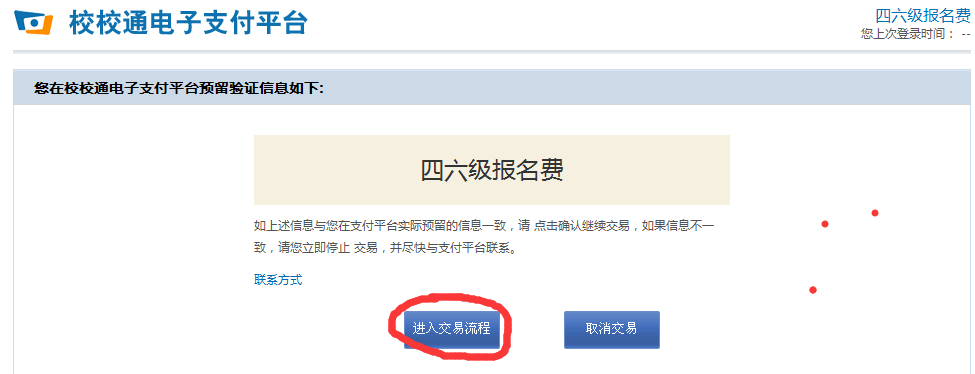 校校通电子支付平台
四六级报名费
您上次登录时间： --
您在校校通电子支付平台预留验证信息如下:
四六级报名费
如上述信息与您在支付平台实际预留的信息一致，请 点击确认继续交易，如果信息不一
致，请您立即停止 交易，并尽快与支付平台联系。
联系方式
进入交易流程
取消交易